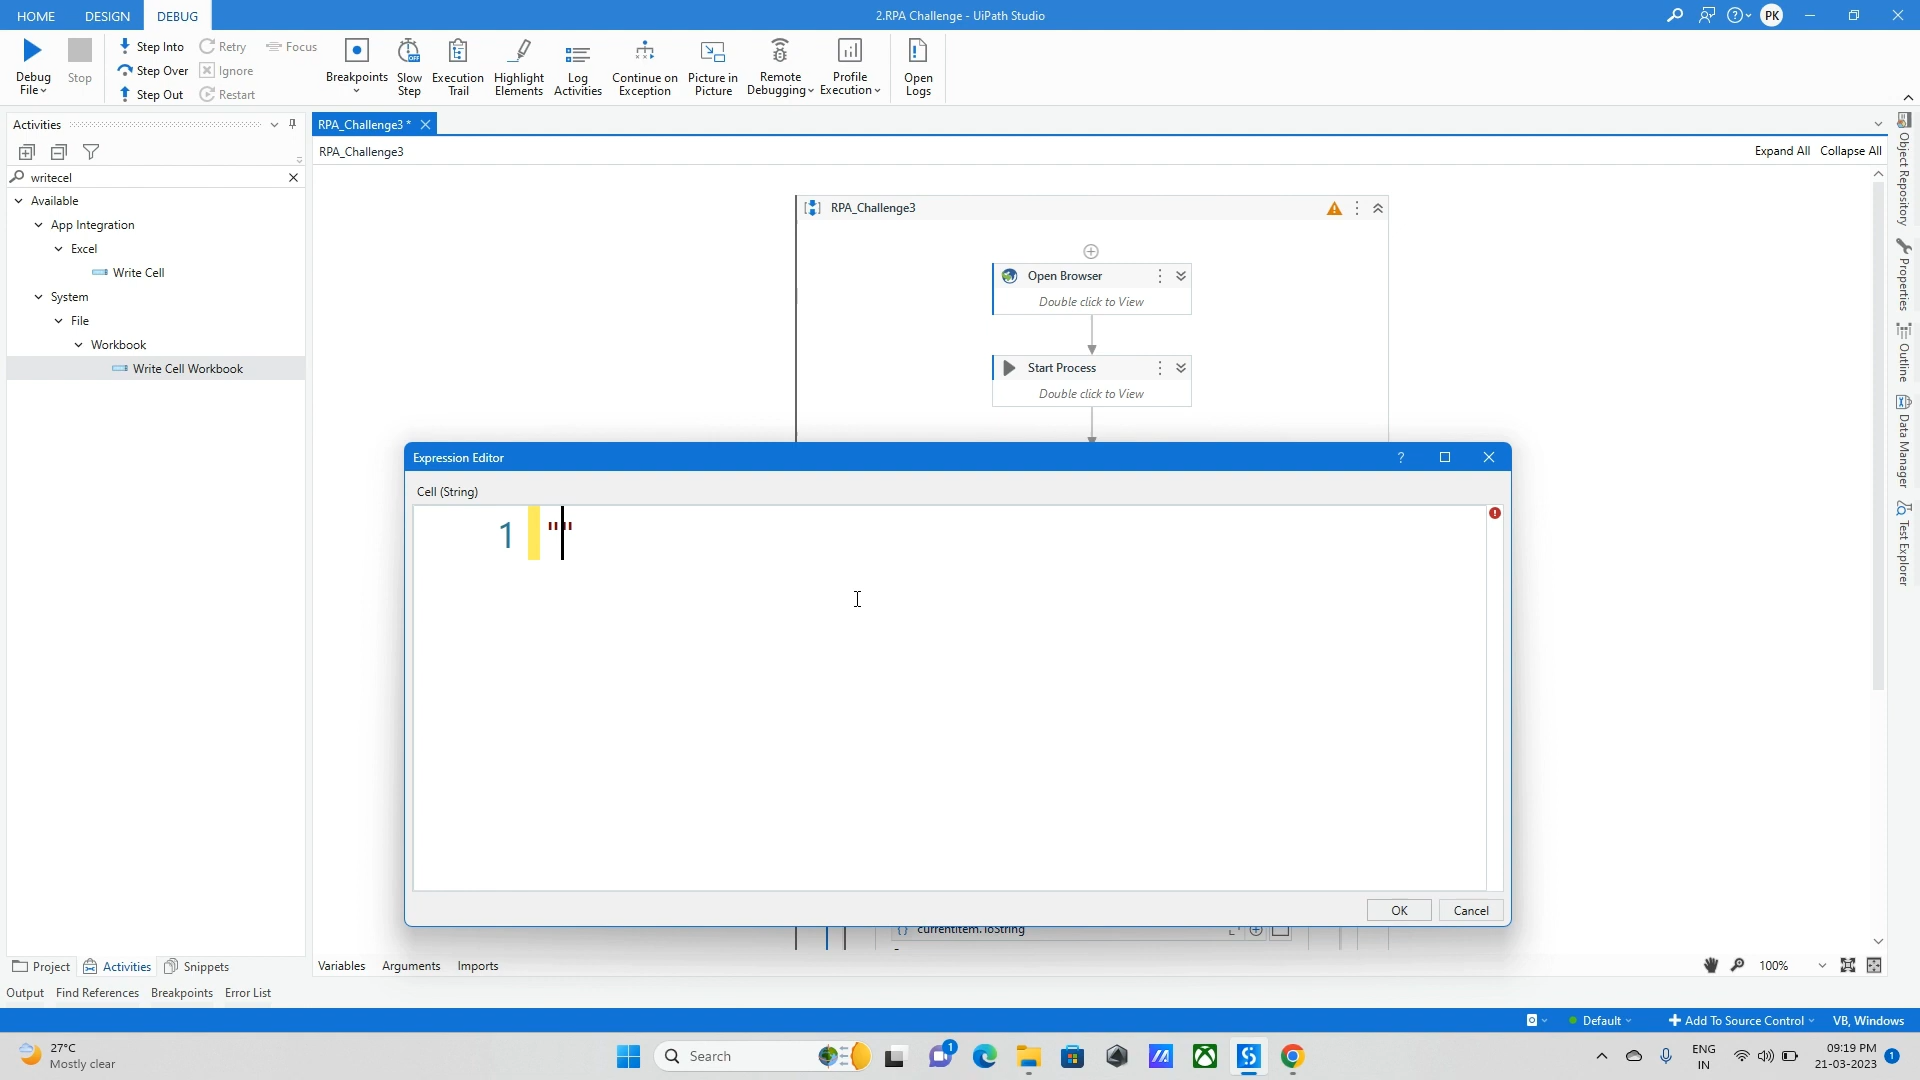 HOME DESIGN DEBUG 2.RPA Challenge - UiPath Studio PK
Step Into Retry Focus
Step Over Ignore
Step Out Restart
Debug File
Stop
Breakpoints
Slow Step
Execution Trail
Highlight Elements
Log Activities
Continue on Exception
Picture in Picture
Remote Debugging
Profile Execution
Open Logs
Activities
RPA_Challenge3 *
RPA_Challenge3
Expand All Collapse All
writecel
Available
App Integration
Excel
Write Cell
System
File
Workbook
Write Cell Workbook
RPA_Challenge3
Open Browser
Double click to View
Start Process
Double click to View
Expression Editor
Cell (String)
1 ""
OK Cancel
currentItem.ToString
Object Repository
Properties
Outline
Data Manager
Test Explorer
Project Activities Snippets
Variables Arguments Imports
100%
Output Find References Breakpoints Error List
Default Add To Source Control VB, Windows
27°C
Mostly clear
Search
1
ENG
IN
09:19 PM
21-03-2023
1